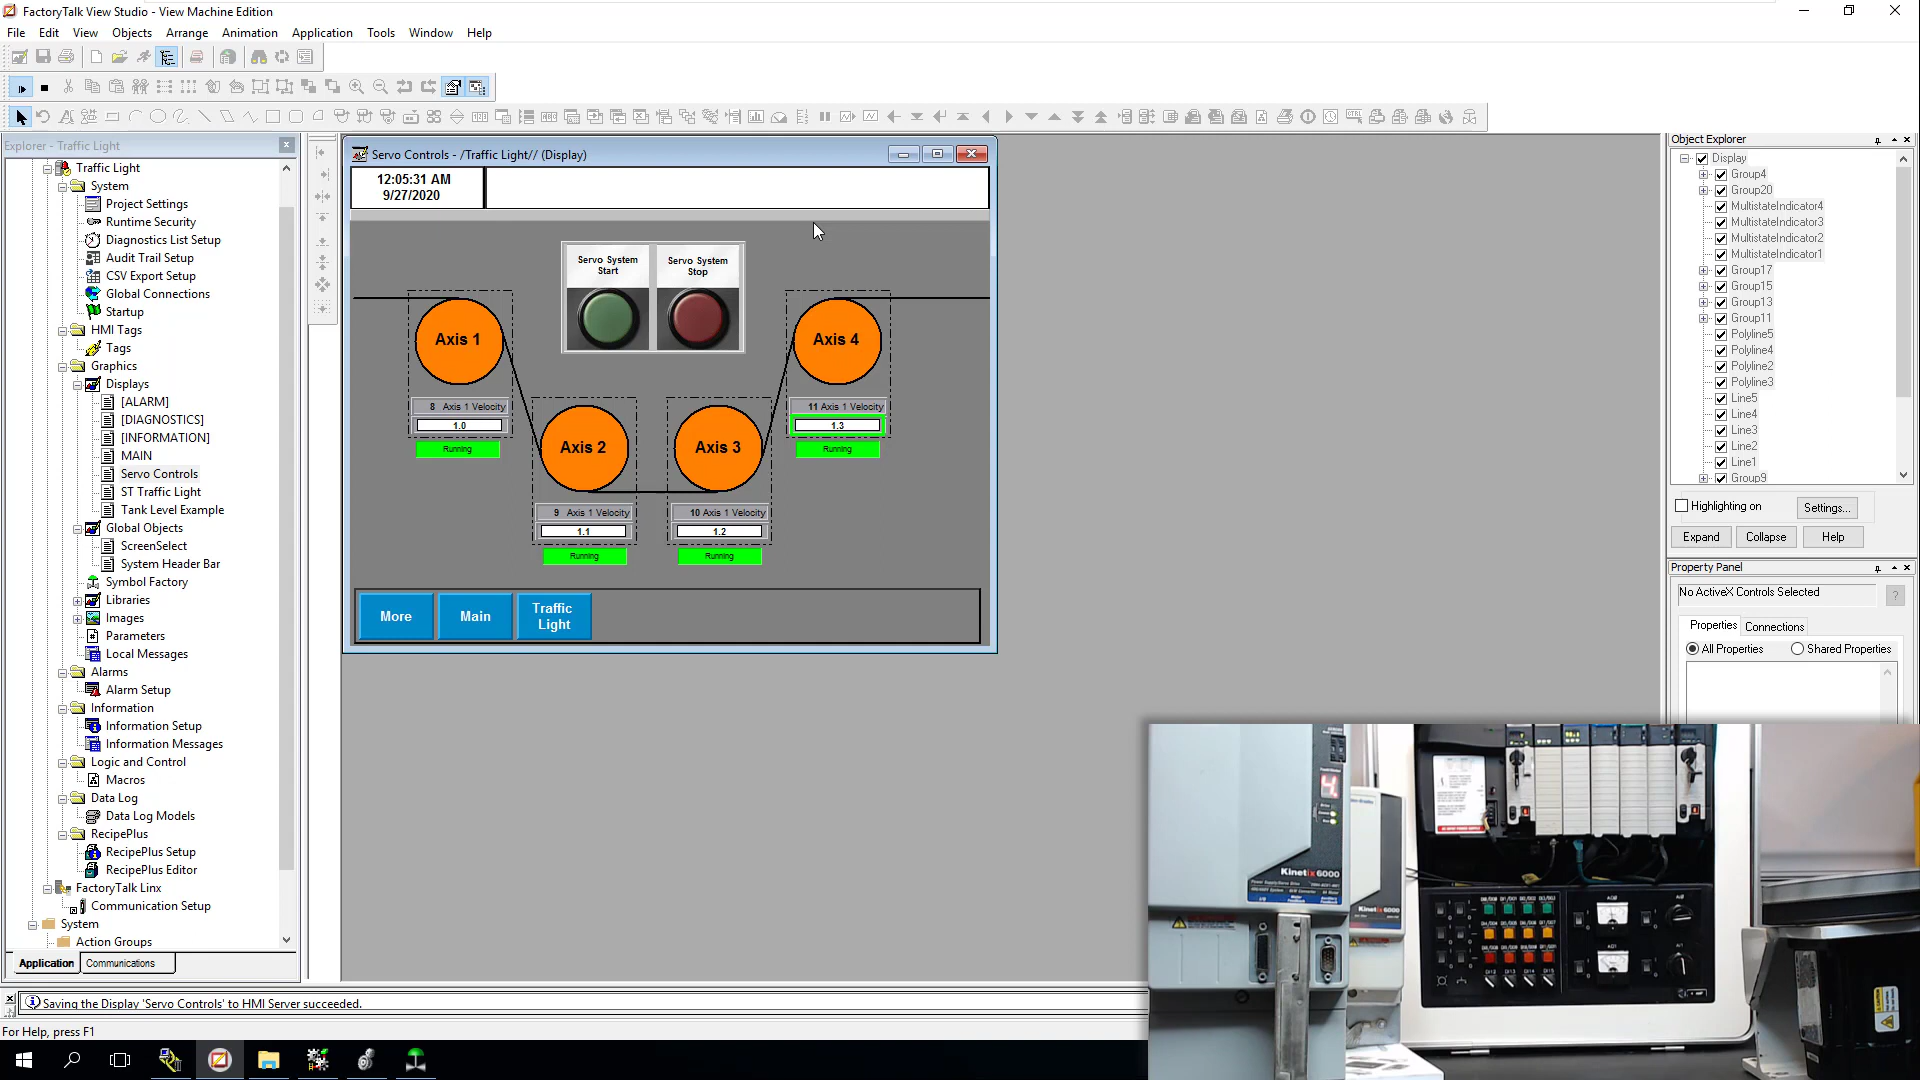 FactoryTalk View Studio - View Machine Edition
File Edit View Objects Arrange Animation Application Tools Window Help
Explorer - Traffic Light
Traffic Light
System
Project Settings
Runtime Security
Diagnostics List Setup
Audit Trail Setup
CSV Export Setup
Global Connections
Startup
HMI Tags
Tags
Graphics
Displays
[ALARM]
[DIAGNOSTICS]
[INFORMATION]
MAIN
Servo Controls
ST Traffic Light
Tank Level Example
Global Objects
ScreenSelect
System Header Bar
Symbol Factory
Libraries
Images
Parameters
Local Messages
Alarms
Alarm Setup
Information
Information Setup
Information Messages
Logic and Control
Macros
Data Log
Data Log Models
RecipePlus
RecipePlus Setup
RecipePlus Editor
FactoryTalk Linx
Communication Setup
System
Action Groups
Application Communications
Servo Controls - /Traffic Light// (Display)
12:05:31 AM
9/27/2020
Servo System
Start
Servo System
Stop
Axis 1
8 Axis 1 Velocity
1.0
Running
Axis 2
9 Axis 1 Velocity
1.1
Running
Axis 3
10 Axis 1 Velocity
1.2
Running
Axis 4
11 Axis 1 Velocity
1.3
Running
More Main Traffic
Light
Object Explorer
Display
Group4
Group20
MultistateIndicator4
MultistateIndicator3
MultistateIndicator2
MultistateIndicator1
Group17
Group15
Group13
Group11
Polyline5
Polyline4
Polyline2
Polyline3
Line5
Line4
Line3
Line2
Line1
Group9
Highlighting on Settings...
Expand Collapse Help
Property Panel
No ActiveX Controls Selected ?
Properties Connections
All Properties Shared Properties
Saving the Display 'Servo Controls' to HMI Server succeeded.
For Help, press F1
4.
Kinetix 6000
Kinetix 6000